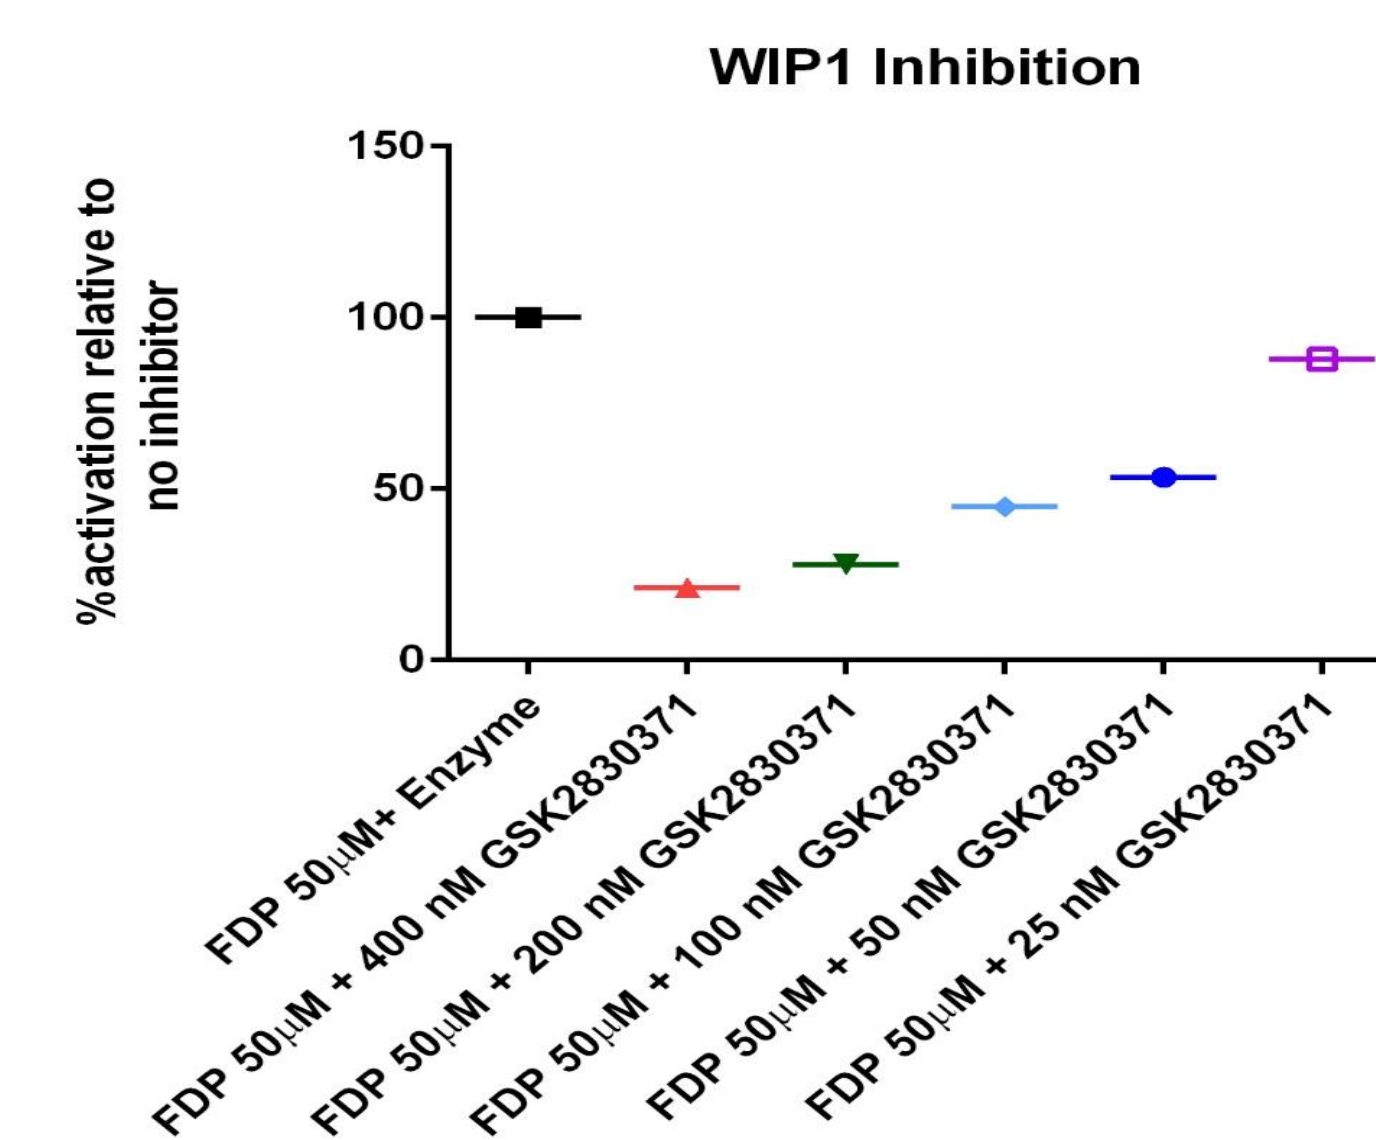 WIP1 Inhibition
%activation relative to
no inhibitor
150
100
50
0
FDP 50μM+ Enzyme
FDP 50μM + 400 nM GSK2830371
FDP 50μM + 200 nM GSK2830371
FDP 50μM + 100 nM GSK2830371
FDP 50μM + 50 nM GSK2830371
FDP 50μM + 25 nM GSK2830371